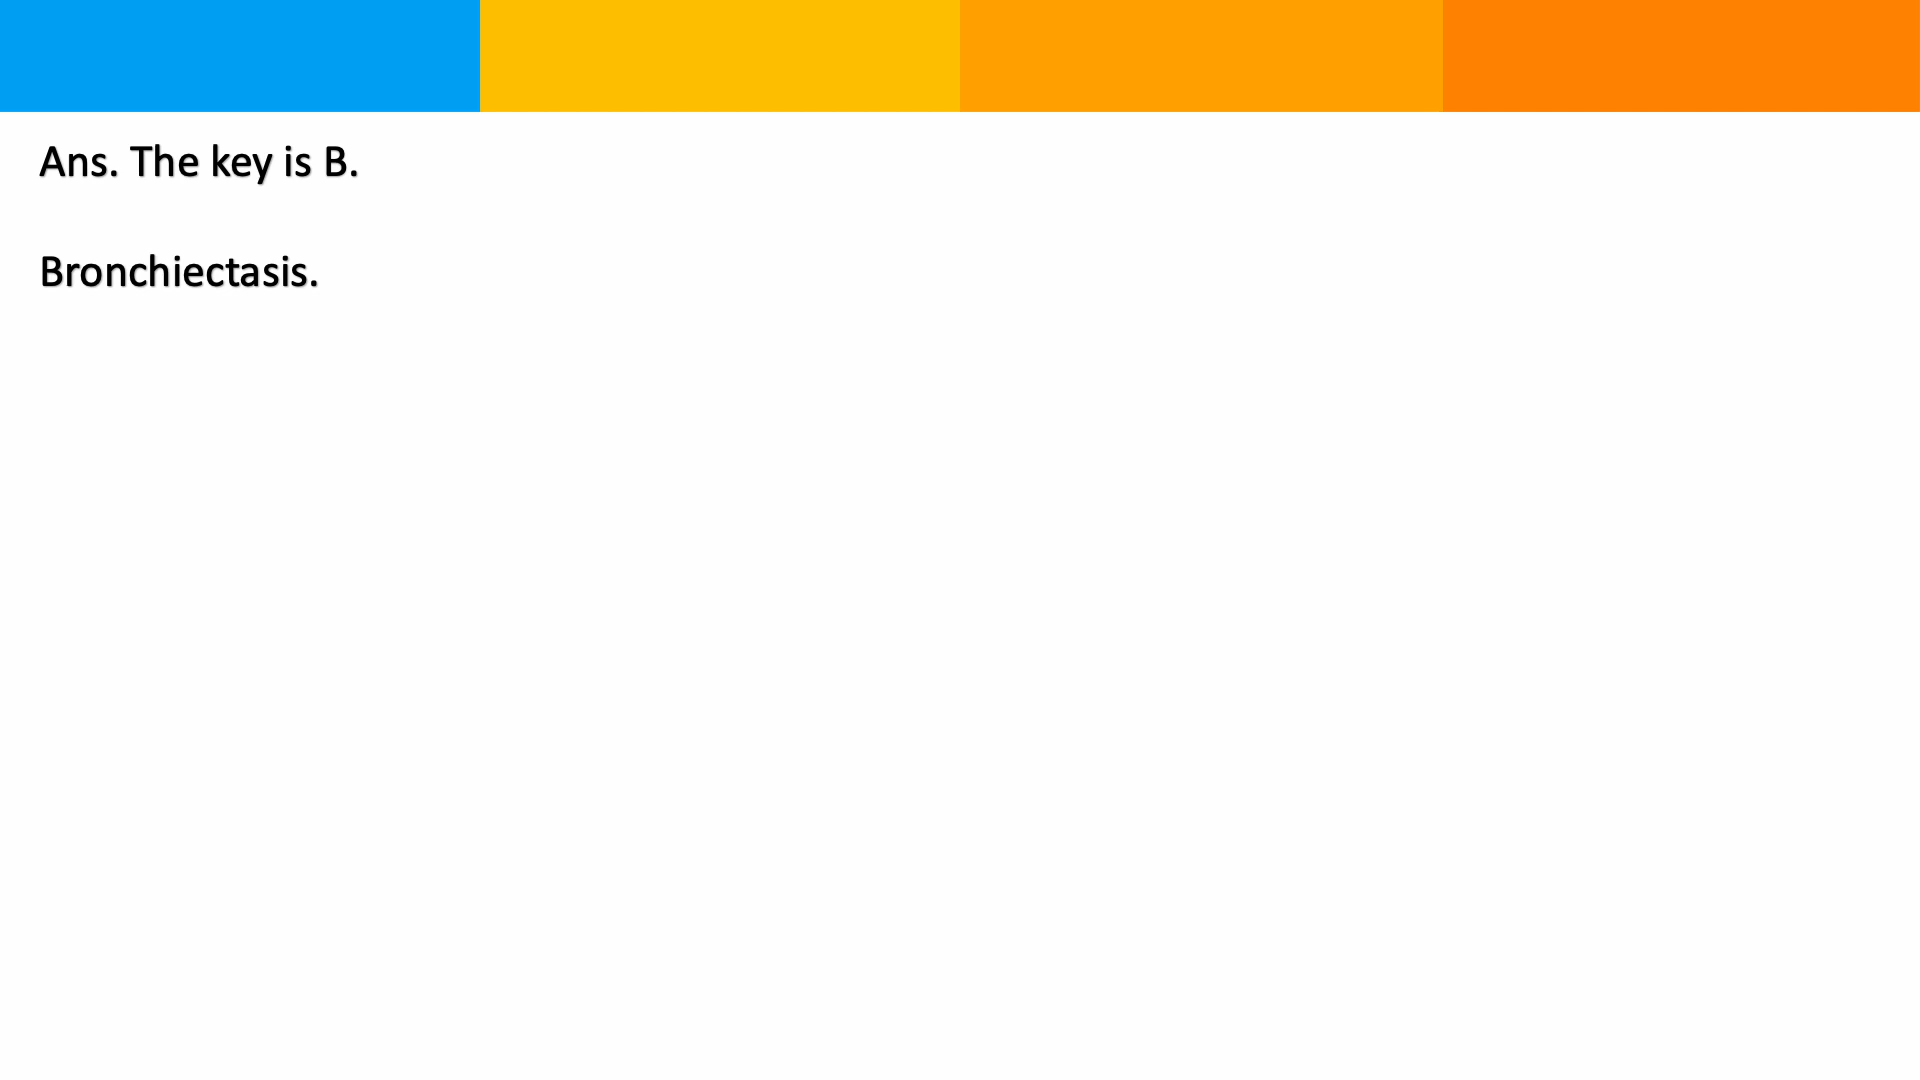 Ans. The key is B.
Bronchiectasis.